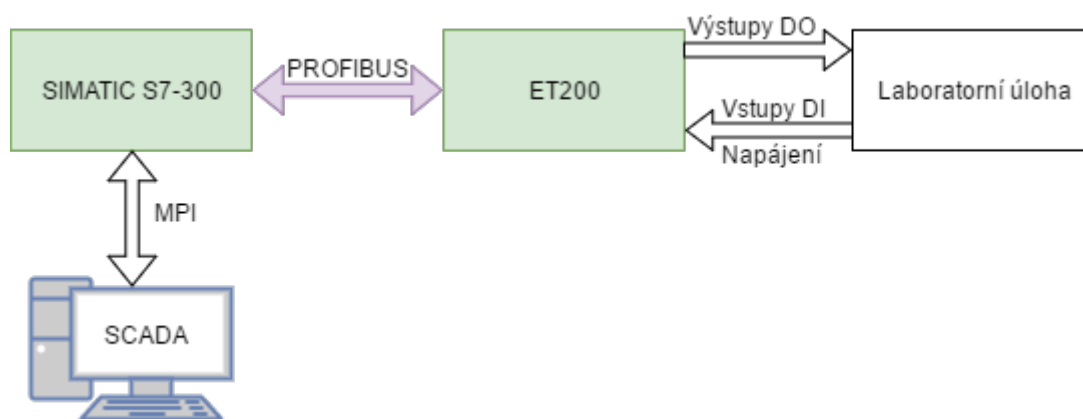 Výstupy DO
SIMATIC S7-300
PROFIBUS
ET200
Laboratorní úloha
Vstupy DI
Napájení
MPI
SCADA